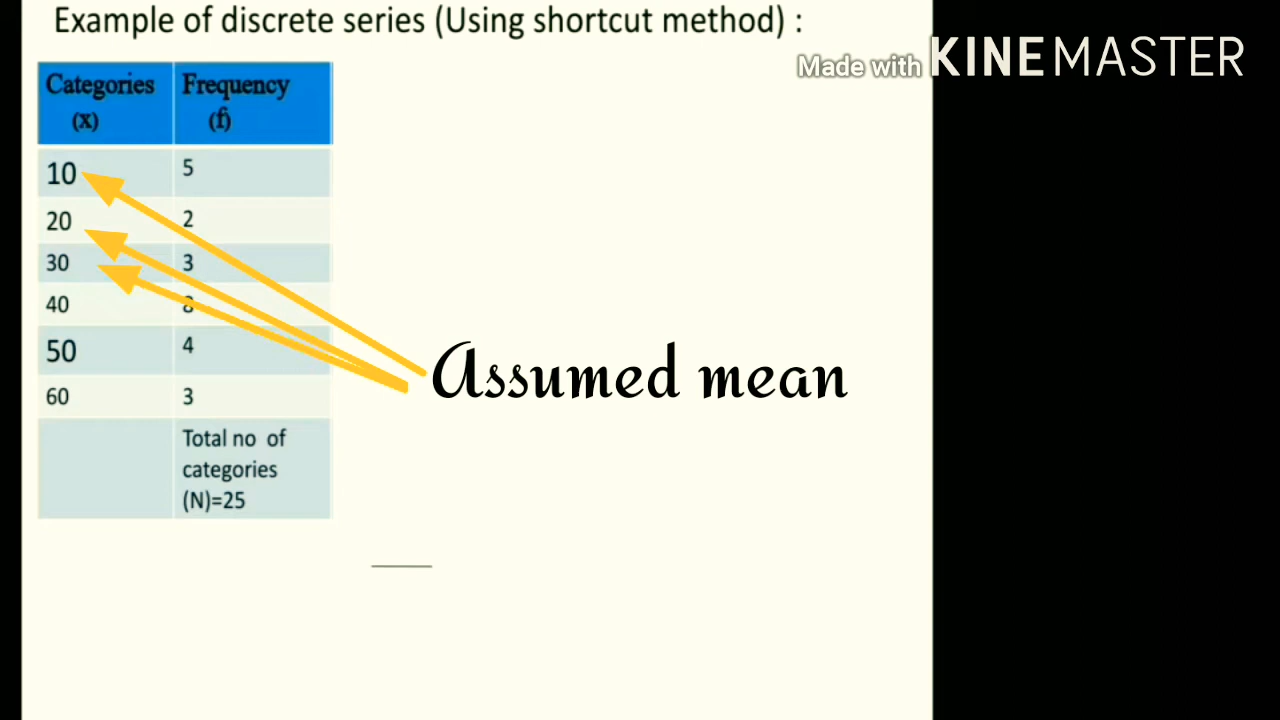 Example of discrete series (Using shortcut method) :
Made with KINEMASTER
Categories (x) Frequency (f)
10 5
20 2
30 3
40 8
50 4
60 3
Total no of
categories
(N)=25
Assumed mean